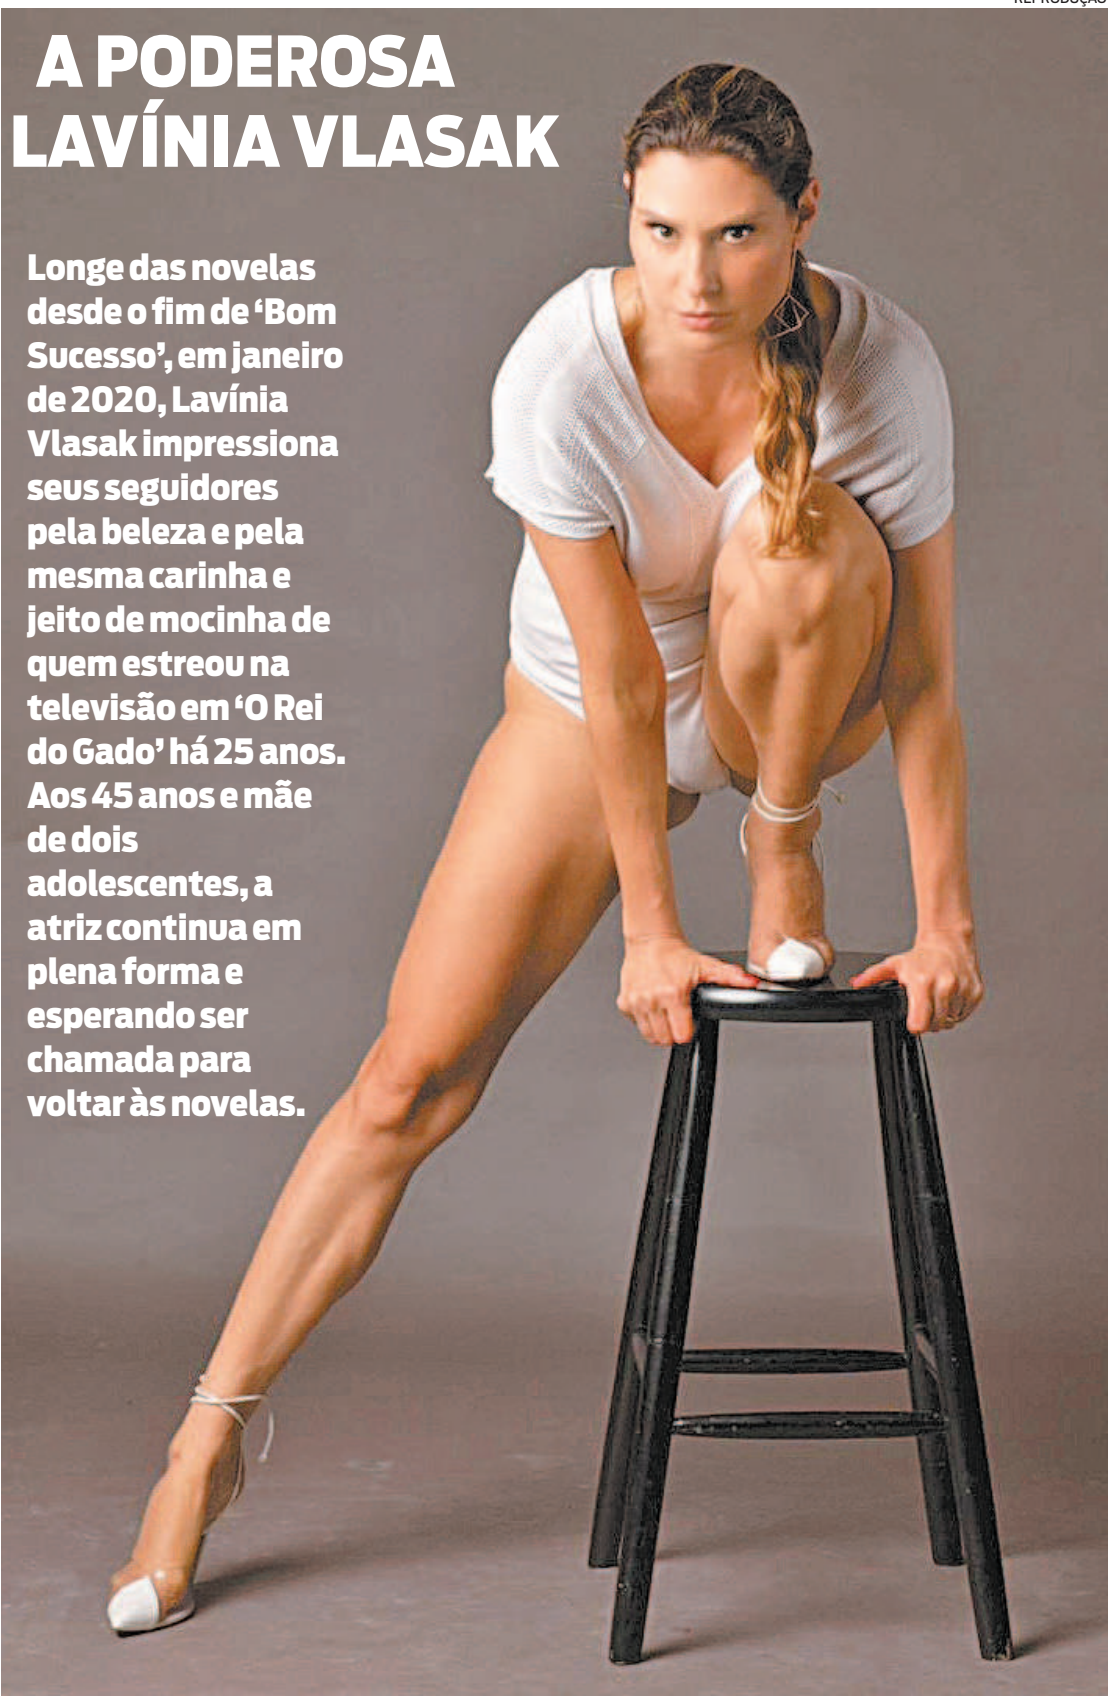 REPRODUÇÃO
A PODEROSA
LAVÍNIA VLASAK
Longe das novelas
desde o fim de ‘Bom
Sucesso’, em janeiro
de 2020, Lavínia
Vlasak impressiona
seus seguidores
pela beleza e pela
mesma carinha e
jeito de mocinha de
quem estreou na
televisão em ‘O Rei
do Gado’ há 25 anos.
Aos 45 anos e mãe
de dois
adolescentes, a
atriz continua em
plena forma e
esperando ser
chamada para
voltar às novelas.